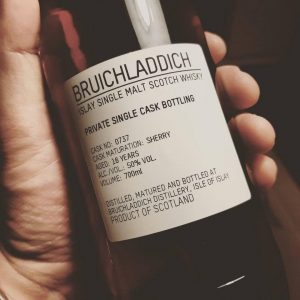 BRUICHLADDICH
ISLAY SINGLE MALT SCOTCH WHISKY
PRIVATE SINGLE CASK BOTTLING
CASK NO: 0737
CASK MATURATION: SHERRY
AGED: 16 YEARS
ALC./VOL: 50% VOL.
VOLUME: 700ml
DISTILLED, MATURED AND BOTTLED AT
BRUICHLADDICH DISTILLERY, ISLE OF ISLAY
PRODUCT OF SCOTLAND